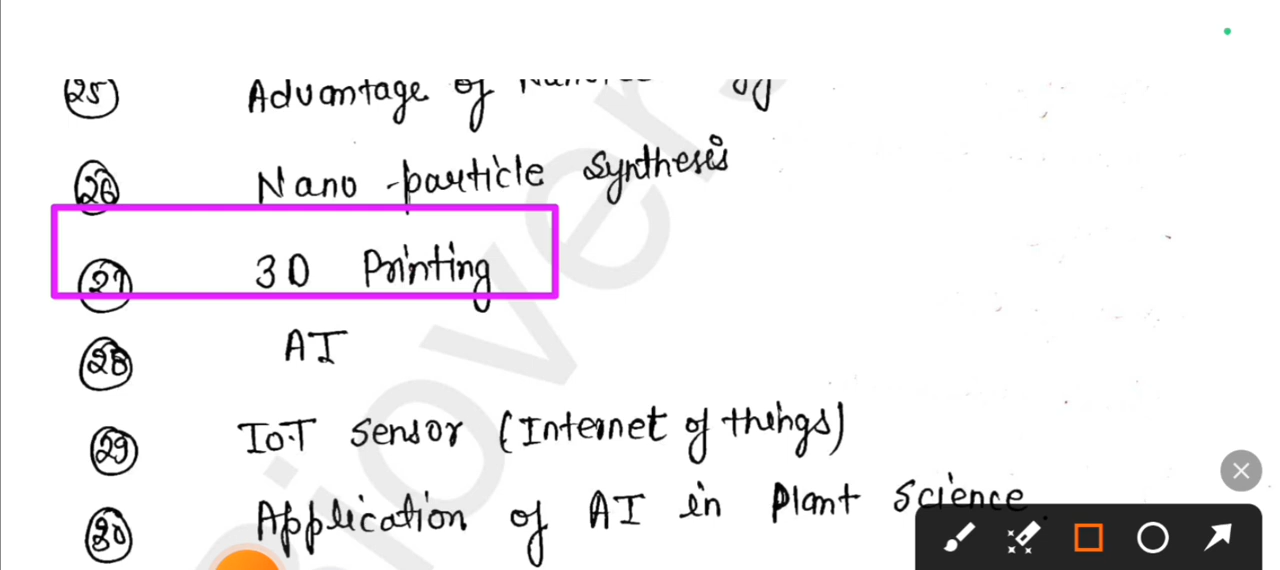 25 Advantage of
26 Nano-particle Synthesis
27 3D Printing
28 AI
29 IoT Sensor (Internet of things)
30 Application of AI in Plant Science